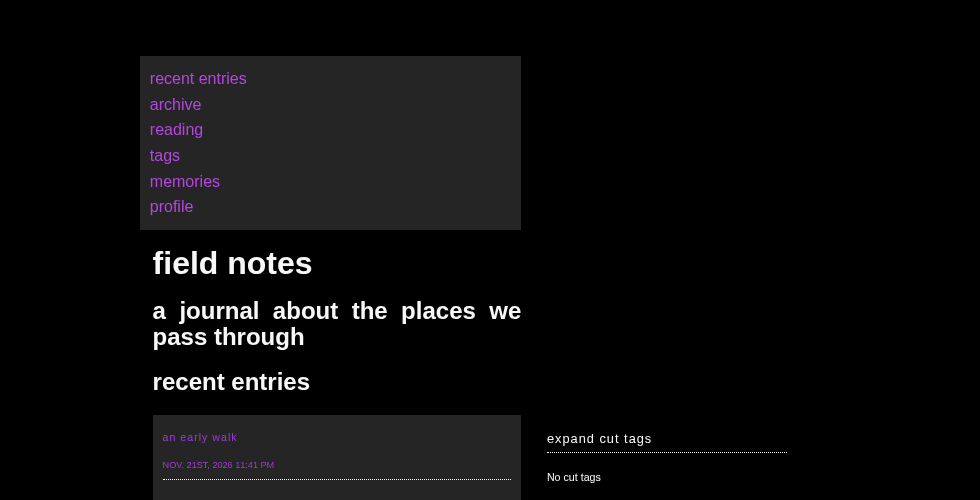 recent entries
archive
reading
tags
memories
profile
field notes
a journal about the places we
pass through
recent entries
an early walk
NOV. 21ST, 2026 11:41 PM
expand cut tags
No cut tags